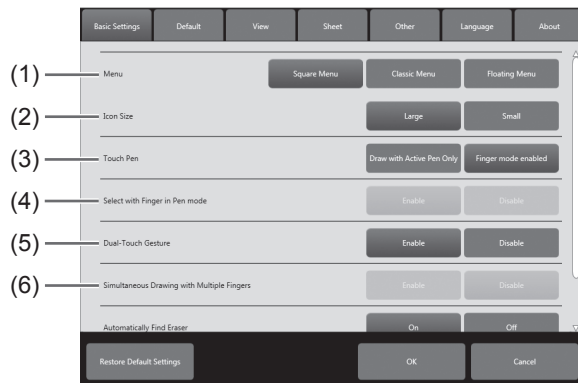 Basic Settings Default View Sheet Other Language About
(1) Menu Square Menu Classic Menu Floating Menu
(2) Icon Size Large Small
(3) Touch Pen Draw with Active Pen Only Finger mode enabled
(4) Select with Finger in Pen mode Enable Disable
(5) Dual-Touch Gesture Enable Disable
(6) Simultaneous Drawing with Multiple Fingers Enable Disable
Automatically Find Eraser On Off
Restore Default Settings OK Cancel